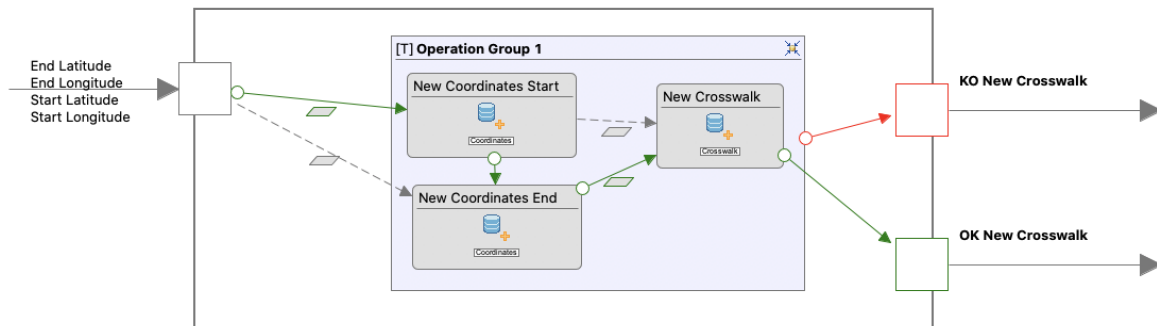 End Latitude
End Longitude
Start Latitude
Start Longitude
[T] Operation Group 1
New Coordinates Start
Coordinates
New Coordinates End
Coordinates
New Crosswalk
Crosswalk
KO New Crosswalk
OK New Crosswalk